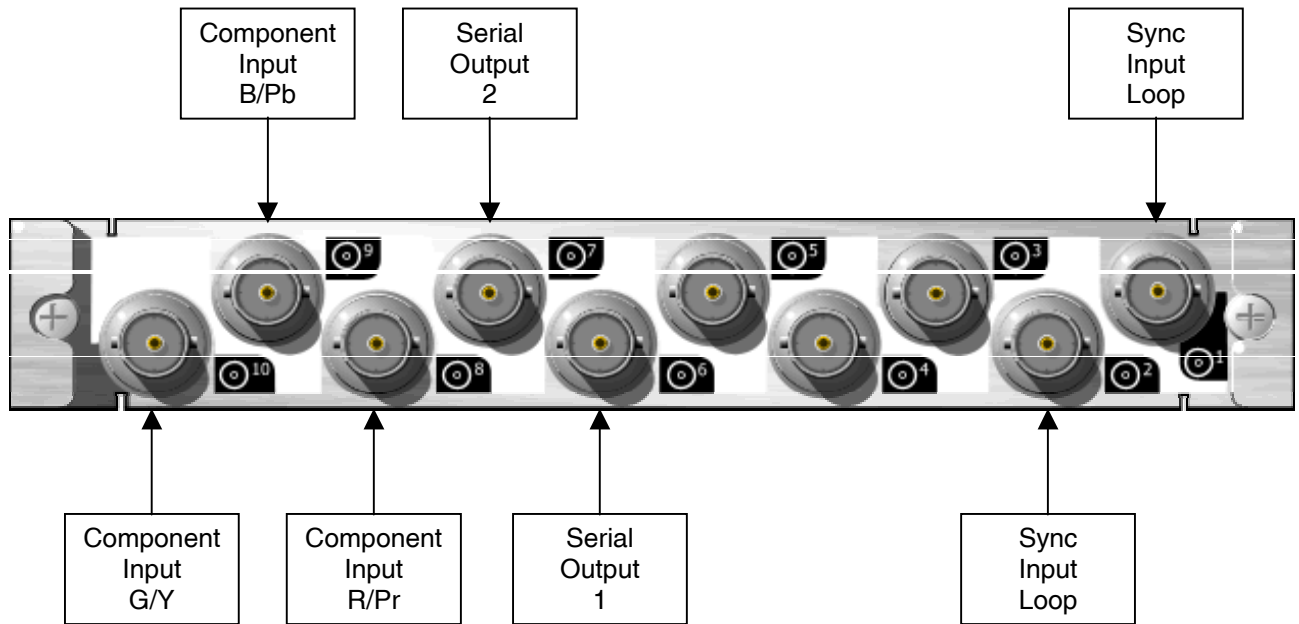 Component
Input
B/Pb
Serial
Output
2
Sync
Input
Loop
9
7
5
3
10
8
6
4
2
1
Component
Input
G/Y
Component
Input
R/Pr
Serial
Output
1
Sync
Input
Loop